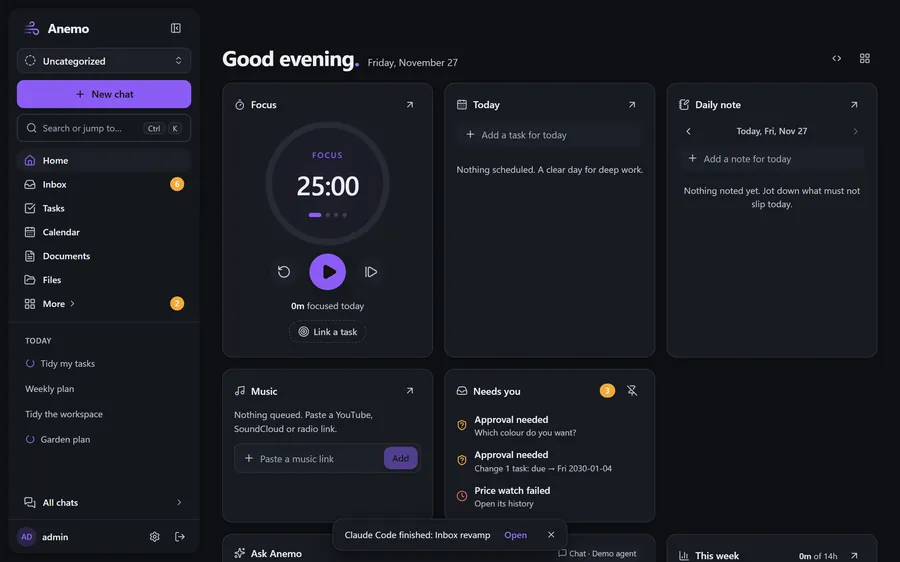 Anemo
Uncategorized
New chat
Search or jump to... Ctrl K
Home
Inbox 6
Tasks
Calendar
Documents
Files
More 2
TODAY
Tidy my tasks
Weekly plan
Tidy the workspace
Garden plan
All chats
AD admin
Good evening. Friday, November 27
Focus
FOCUS
25:00
0m focused today
Link a task
Today
Add a task for today
Nothing scheduled. A clear day for deep work.
Daily note
Today, Fri, Nov 27
Add a note for today
Nothing noted yet. Jot down what must not
slip today.
Music
Nothing queued. Paste a YouTube,
SoundCloud or radio link.
Paste a music link Add
Needs you 3
Approval needed
Which colour do you want?
Approval needed
Change 1 task: due → Fri 2030-01-04
Price watch failed
Open its history
Claude Code finished: Inbox revamp Open
Ask Anemo Chat · Demo agent
This week 0m of 14h